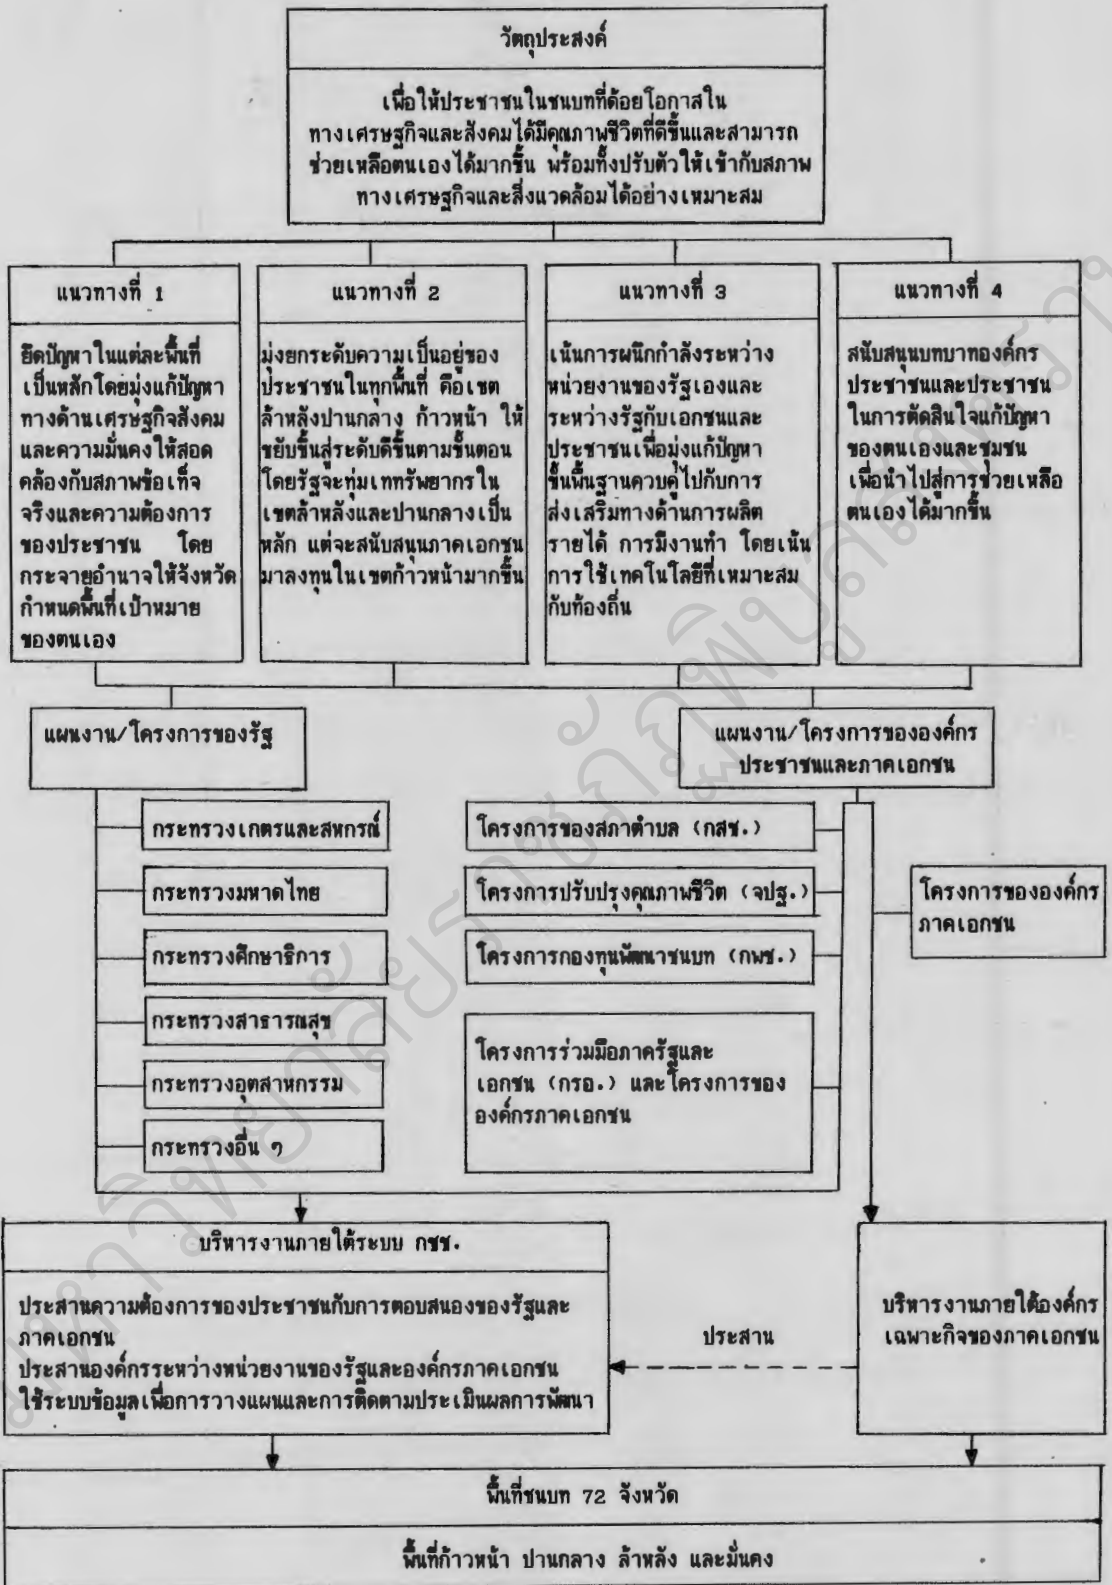 วัตถุประสงค์
เพื่อให้ประชาชนในชนบทที่ด้อยโอกาสใน
ทางเศรษฐกิจและสังคมได้มีคุณภาพชีวิตที่ดีขึ้นและสามารถ
ช่วยเหลือตนเองได้มากขึ้น พร้อมทั้งปรับตัวให้เข้ากับสภาพ
ทางเศรษฐกิจและสิ่งแวดล้อมได้อย่างเหมาะสม
แนวทางที่ 1
ยึดปัญหาในแต่ละพื้นที่
เป็นหลักโดยมุ่งแก้ปัญหา
ทางด้านเศรษฐกิจสังคม
และความมั่นคงให้สอด
คล้องกับสภาพข้อเท็จ
จริงและความต้องการ
ของประชาชน โดย
กระจายอำนาจให้จังหวัด
กำหนดพื้นที่เป้าหมาย
ของตนเอง
แนวทางที่ 2
มุ่งยกระดับความเป็นอยู่ของ
ประชาชนในทุกพื้นที่ คือเขต
ล้าหลังปานกลาง ก้าวหน้า ให้
ขยับขึ้นสู่ระดับดีขึ้นตามขั้นตอน
โดยรัฐจะทุ่มเททรัพยากรใน
เขตล้าหลังและปานกลางเป็น
หลัก แต่จะสนับสนุนภาคเอกชน
มาลงทุนในเขตก้าวหน้ามากขึ้น
แนวทางที่ 3
เน้นการผนึกกำลังระหว่าง
หน่วยงานของรัฐเองและ
ระหว่างรัฐกับเอกชนและ
ประชาชนเพื่อมุ่งแก้ปัญหา
ขั้นพื้นฐานควบคู่ไปกับการ
ส่งเสริมทางด้านการผลิต
รายได้ การมีงานทำ โดยเน้น
การใช้เทคโนโลยีที่เหมาะสม
กับท้องถิ่น
แนวทางที่ 4
สนับสนุนบทบาทองค์กร
ประชาชนและประชาชน
ในการตัดสินใจแก้ปัญหา
ของตนเองและชุมชน
เพื่อนำไปสู่การช่วยเหลือ
ตนเองได้มากขึ้น
แผนงาน/โครงการของรัฐ
แผนงาน/โครงการขององค์กร
ประชาชนและภาคเอกชน
กระทรวงเกตรและสหกรณ์
กระทรวงมหาดไทย
กระทรวงศึกษาธิการ
กระทรวงสาธารณสุข
กระทรวงอุตสาหกรรม
กระทรวงอื่น ๆ
โครงการของสภาตำบล (กสช.)
โครงการปรับปรุงคุณภาพชีวิต (จปฐ.)
โครงการกองทุนพัฒนาชนบท (กพช.)
โครงการร่วมมือภาครัฐและ
เอกชน (กรอ.) และโครงการของ
องค์กรภาคเอกชน
โครงการขององค์กร
ภาคเอกชน
บริหารงานภายใต้ระบบ กชช.
ประสานความต้องการของประชาชนกับการตอบสนองของรัฐและ
ภาคเอกชน
ประสานองค์กรระหว่างหน่วยงานของรัฐและองค์กรภาคเอกชน
ใช้ระบบข้อมูลเพื่อการวางแผนและการติดตามประเมินผลการพัฒนา
ประสาน
บริหารงานภายใต้องค์กร
เฉพาะกิจของภาคเอกชน
พื้นที่ชนบท 72 จังหวัด
พื้นที่ก้าวหน้า ปานกลาง ล้าหลัง และมั่นคง